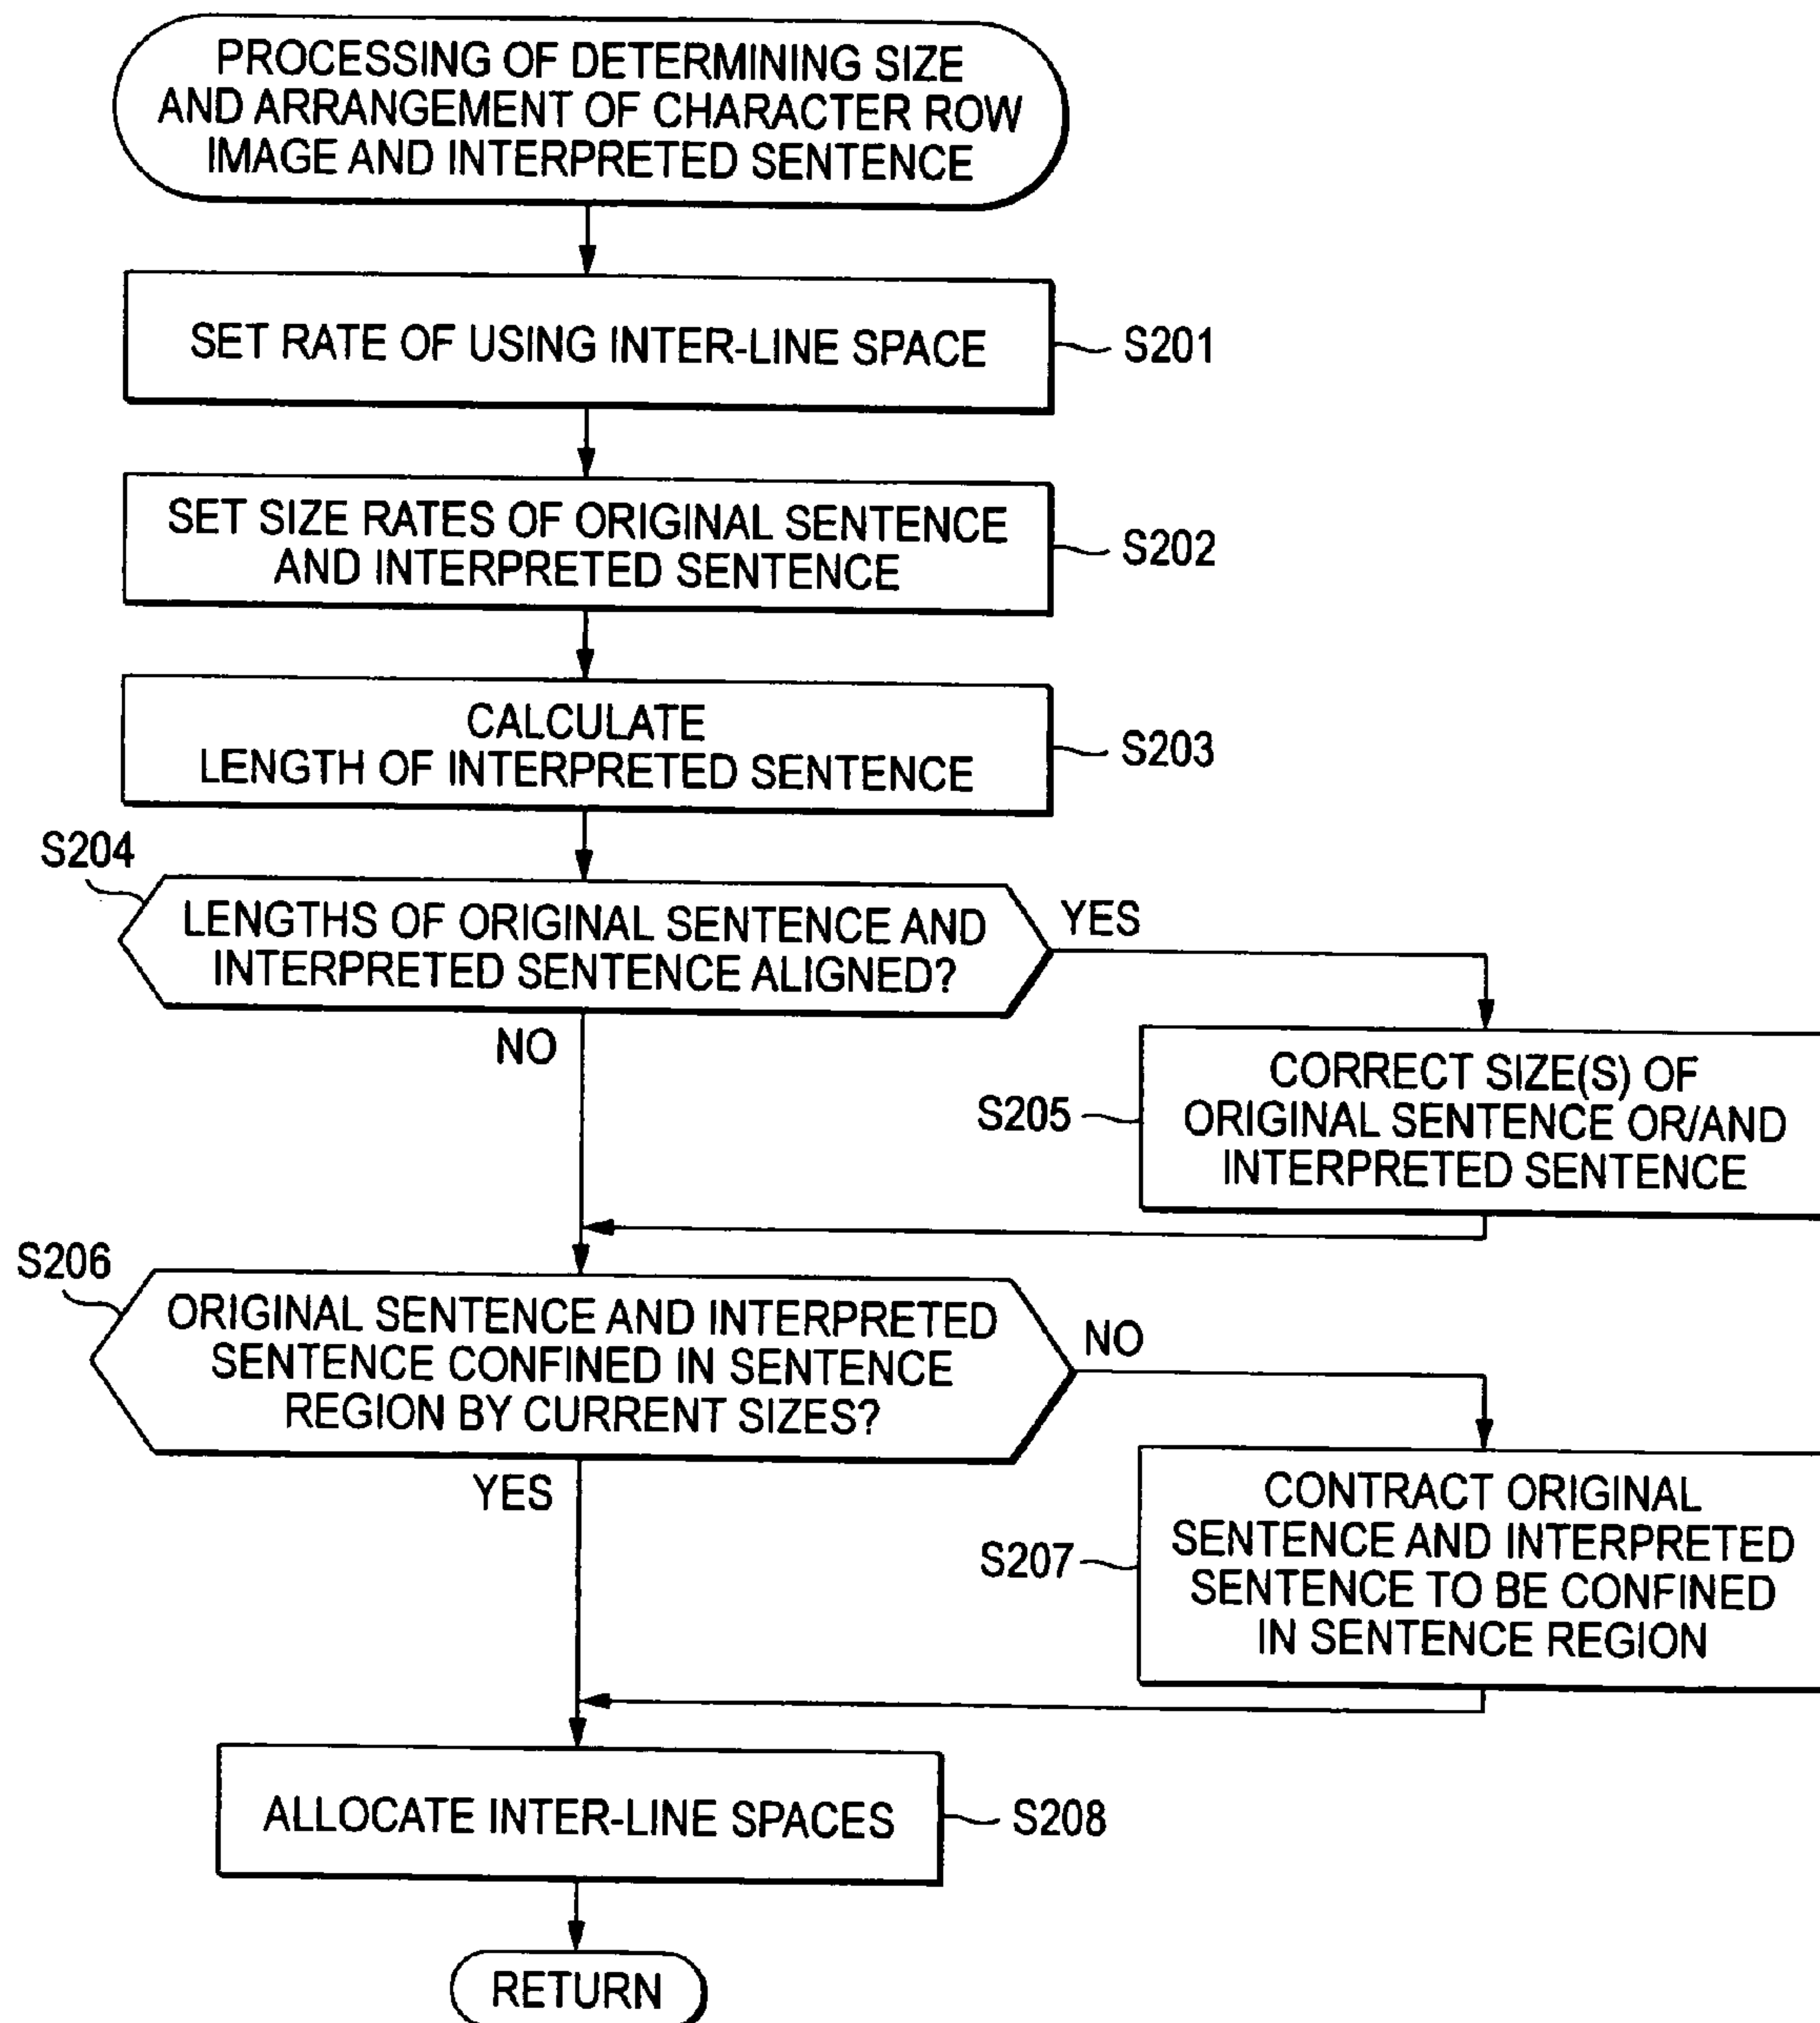 PROCESSING OF DETERMINING SIZE
AND ARRANGEMENT OF CHARACTER ROW
IMAGE AND INTERPRETED SENTENCE
SET RATE OF USING INTER-LINE SPACE
S201
SET SIZE RATES OF ORIGINAL SENTENCE
AND INTERPRETED SENTENCE
S202
CALCULATE
LENGTH OF INTERPRETED SENTENCE
S203
S204
LENGTHS OF ORIGINAL SENTENCE AND
INTERPRETED SENTENCE ALIGNED?
YES
NO
S205
CORRECT SIZE(S) OF
ORIGINAL SENTENCE OR/AND
INTERPRETED SENTENCE
S206
ORIGINAL SENTENCE AND INTERPRETED
SENTENCE CONFINED IN SENTENCE
REGION BY CURRENT SIZES?
NO
YES
S207
CONTRACT ORIGINAL
SENTENCE AND INTERPRETED
SENTENCE TO BE CONFINED
IN SENTENCE REGION
ALLOCATE INTER-LINE SPACES
S208
RETURN